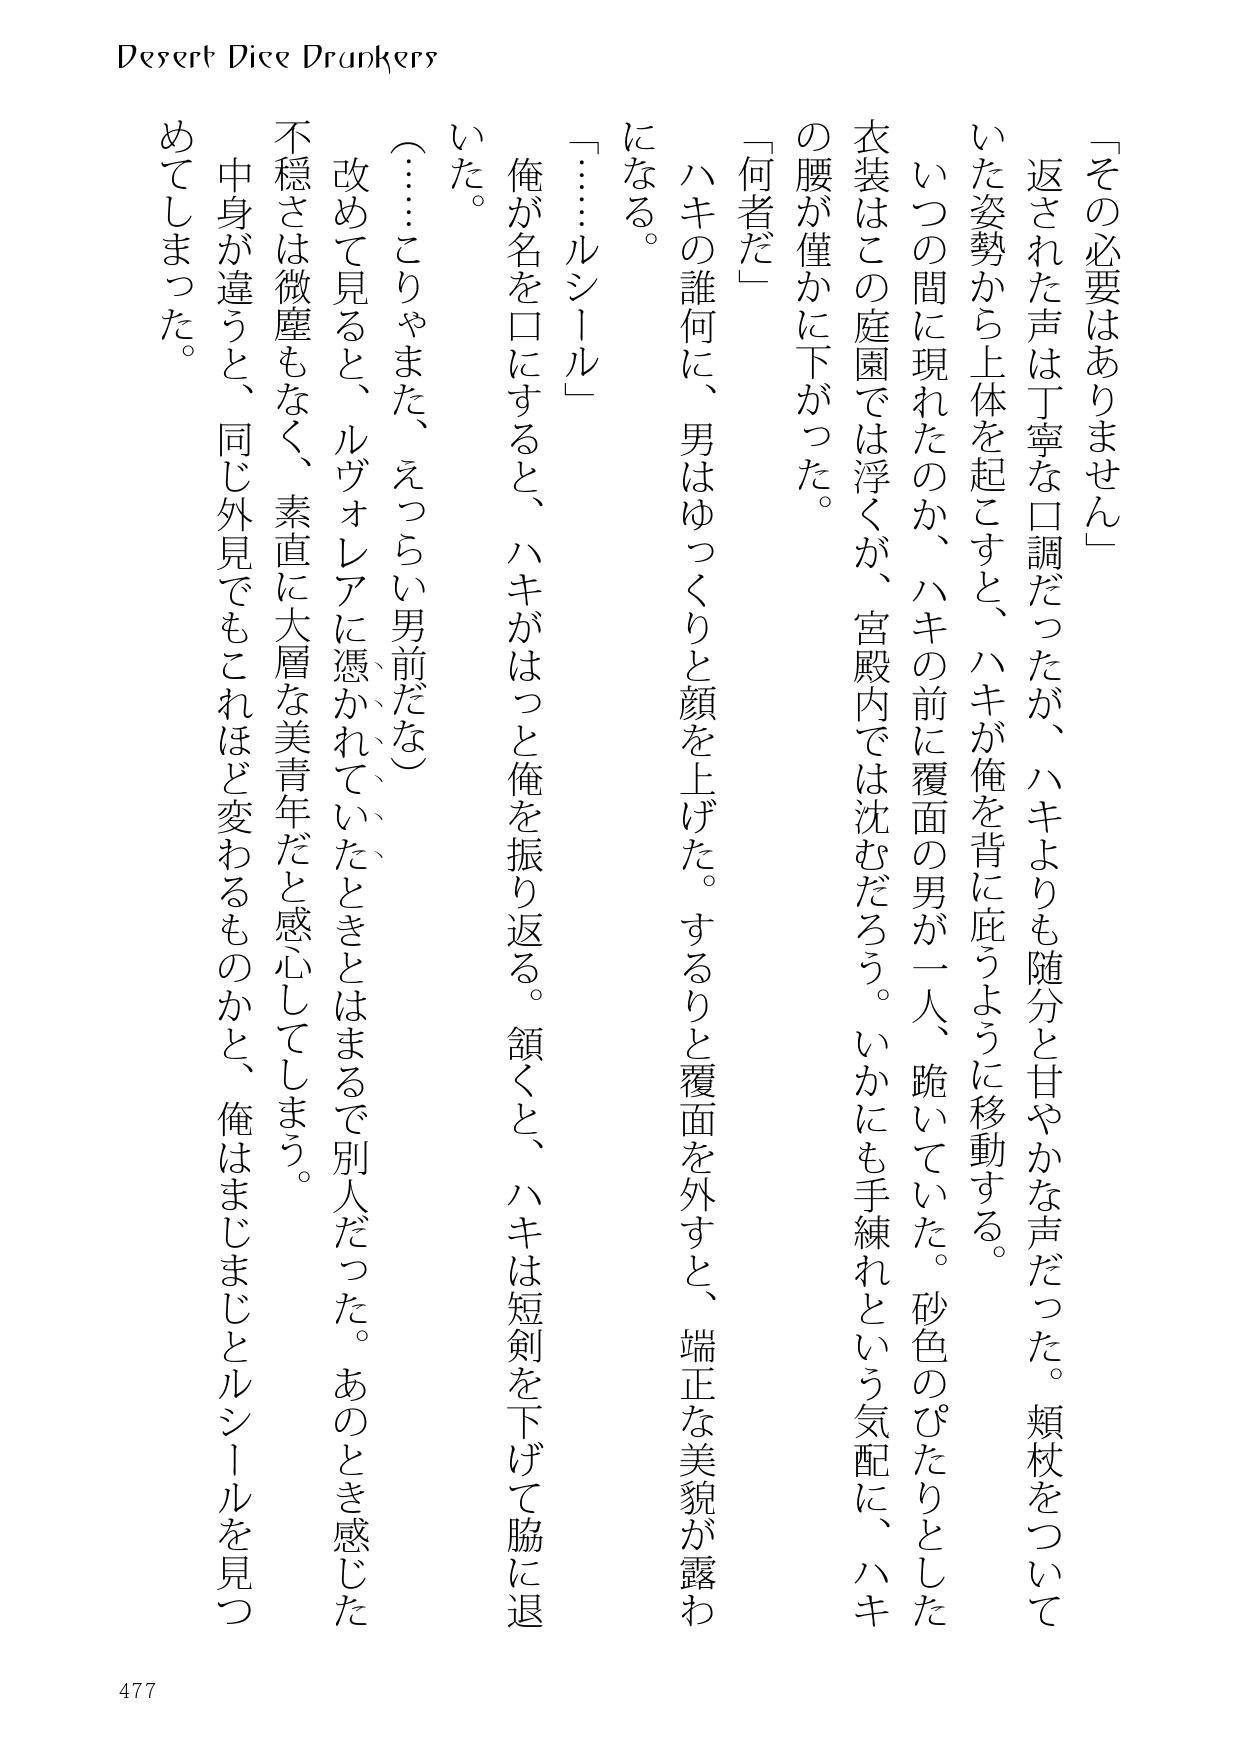 Desert Dice Drunkers
「その必要はありません」
　返された声は丁寧な口調だったが、ハキよりも随分と甘やかな声だった。頬杖をついて
いた姿勢から上体を起こすと、ハキが俺を背に庇うように移動する。
　いつの間に現れたのか、ハキの前に覆面の男が一人、跪いていた。砂色のぴたりとした
衣装はこの庭園では浮くが、宮殿内では沈むだろう。いかにも手練れという気配に、ハキ
の腰が僅かに下がった。
「何者だ」
　ハキの誰何に、男はゆっくりと顔を上げた。するりと覆面を外すと、端正な美貌が露わ
になる。
「……ルシール」
　俺が名を口にすると、ハキがはっと俺を振り返る。頷くと、ハキは短剣を下げて脇に退
いた。
（……こりゃまた、えっらい男前だな）
　改めて見ると、ルヴォレアに憑かれていたときとはまるで別人だった。あのとき感じた
不穏さは微塵もなく、素直に大層な美青年だと感心してしまう。
　中身が違うと、同じ外見でもこれほど変わるものかと、俺はまじまじとルシールを見つ
めてしまった。
477